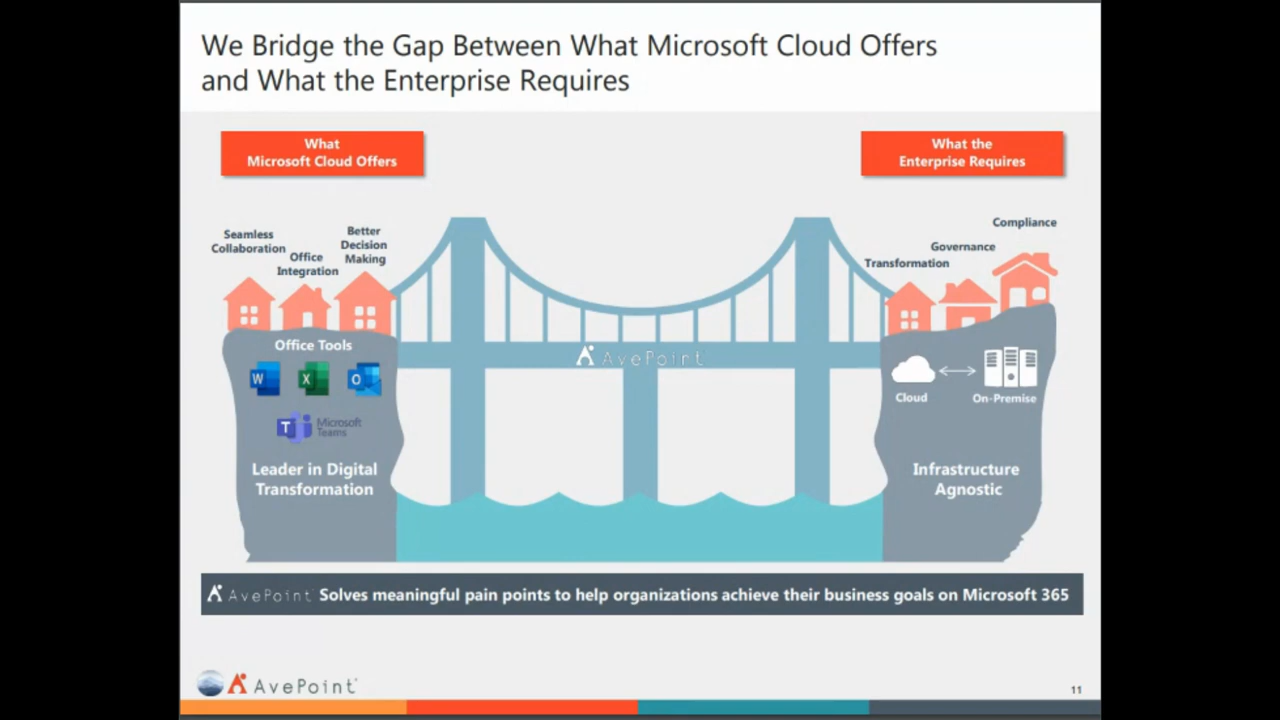 We Bridge the Gap Between What Microsoft Cloud Offers
and What the Enterprise Requires
What
Microsoft Cloud Offers
What the
Enterprise Requires
Seamless
Collaboration
Office
Integration
Better
Decision
Making
Transformation
Governance
Compliance
Office Tools
W
X
O
T
Microsoft
Teams
Leader in Digital
Transformation
AvePoint
Cloud
On-Premise
Infrastructure
Agnostic
AvePoint Solves meaningful pain points to help organizations achieve their business goals on Microsoft 365
AvePoint
11